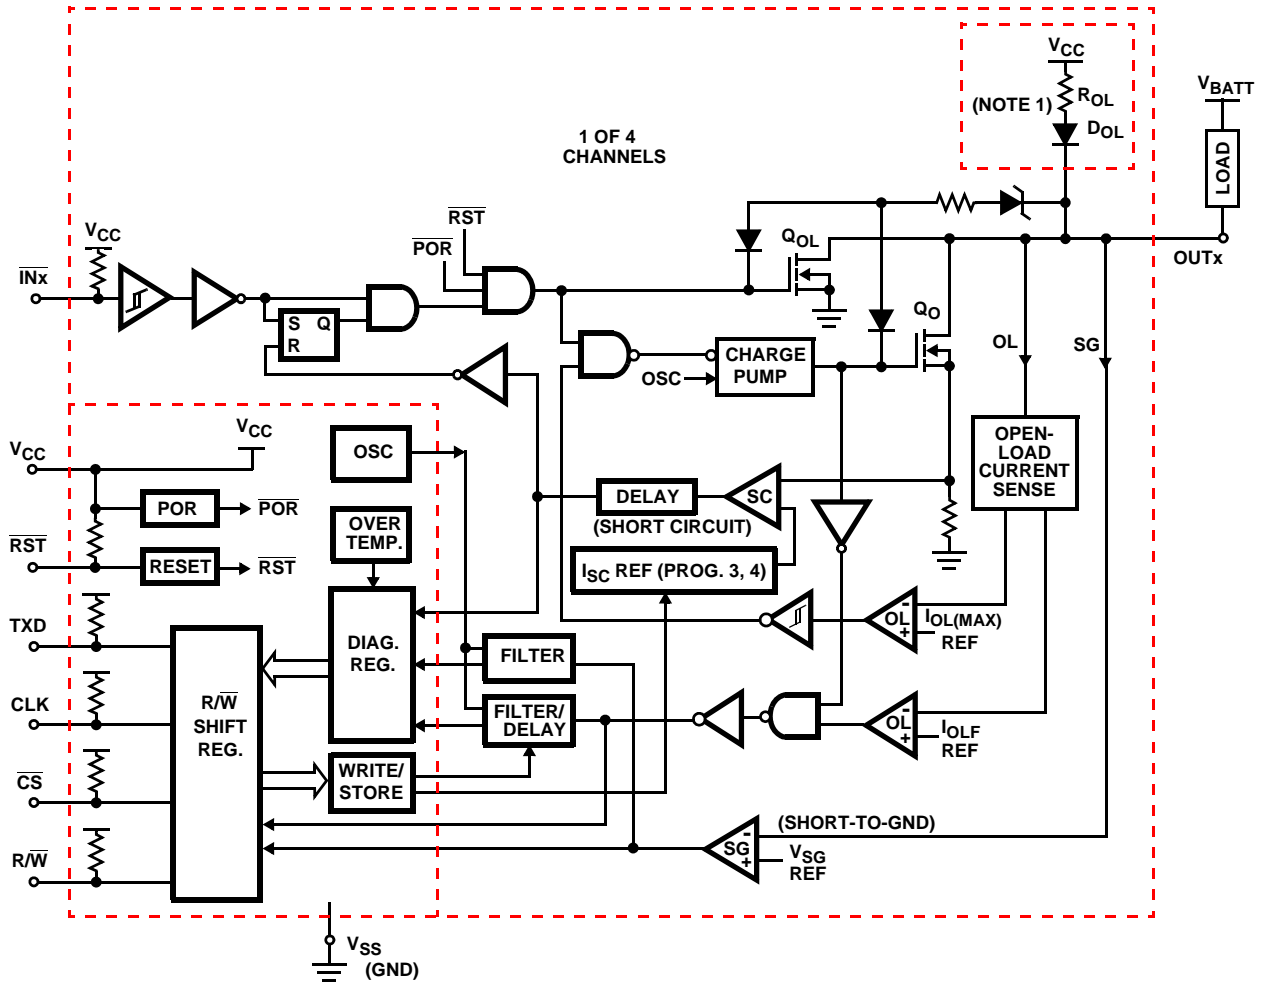 VCC
(NOTE 1)
ROL
DOL
VBATT
LOAD
1 OF 4
CHANNELS
RST
POR
VCC
INx
QOL
OUTx
S Q
R
QO
OL
SG
CHARGE
PUMP
OSC
VCC
VCC
OSC
POR
POR
RST
RESET
RST
OVER
TEMP.
DELAY
(SHORT CIRCUIT)
SC
OPEN-
LOAD
CURRENT
SENSE
ISC REF (PROG. 3, 4)
OL
-
+
IOL(MAX)
REF
TXD
CLK
CS
R/W
R/W
SHIFT
REG.
DIAG.
REG.
FILTER
FILTER/
DELAY
WRITE/
STORE
OL
-
+
IOLF
REF
(SHORT-TO-GND)
SG
-
+
VSG
REF
VSS
(GND)